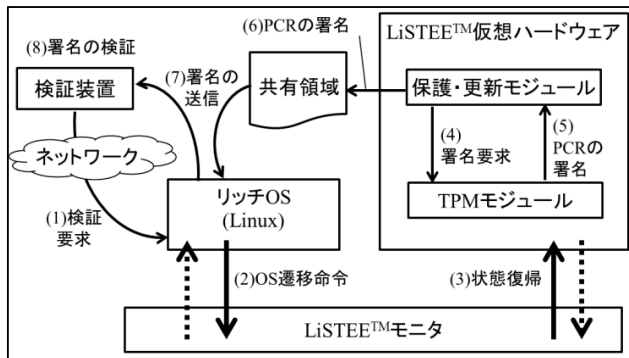 (6)PCRの署名
LiSTEE™仮想ハードウェア
(8)署名の検証
検証装置
(7)署名の
送信
共有領域
保護・更新モジュール
ネットワーク
(4)
署名要求
(5)
PCRの
署名
(1)検証
要求
リッチOS
(Linux)
TPMモジュール
(2)OS遷移命令
(3)状態復帰
LiSTEE™モニタ